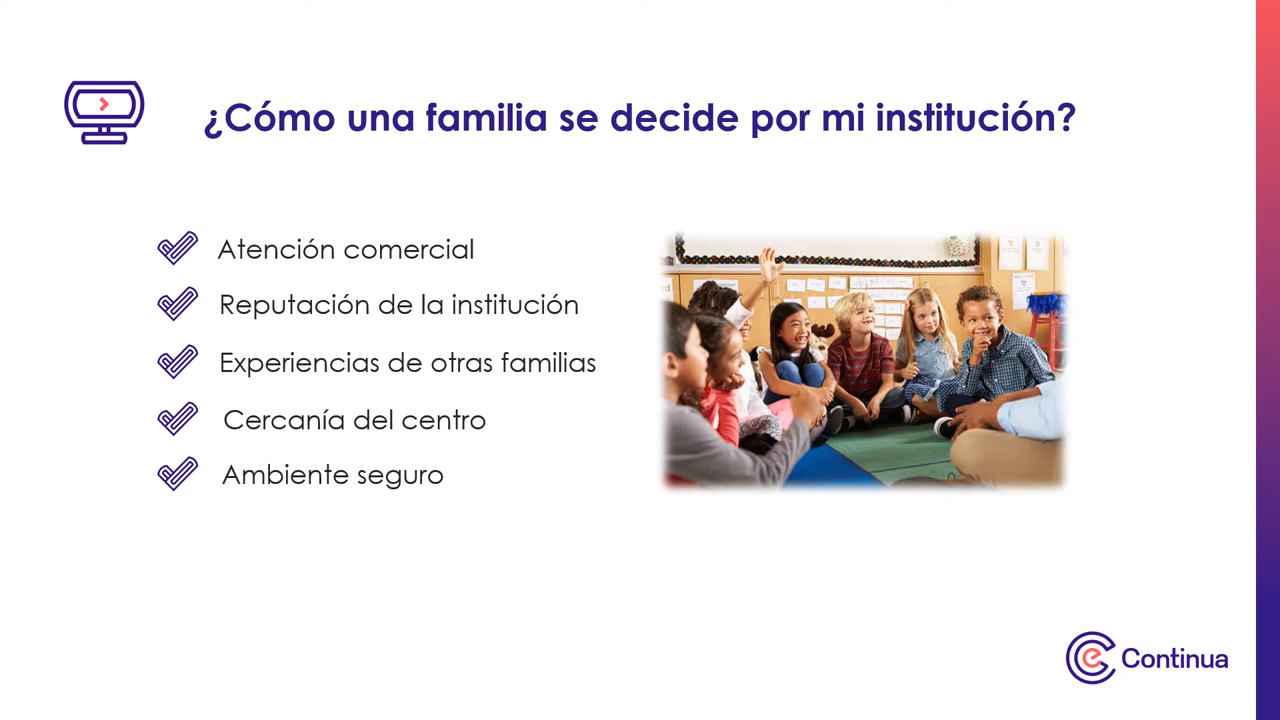 ¿Cómo una familia se decide por mi institución?
Atención comercial
Reputación de la institución
Experiencias de otras familias
Cercanía del centro
Ambiente seguro
e Continua